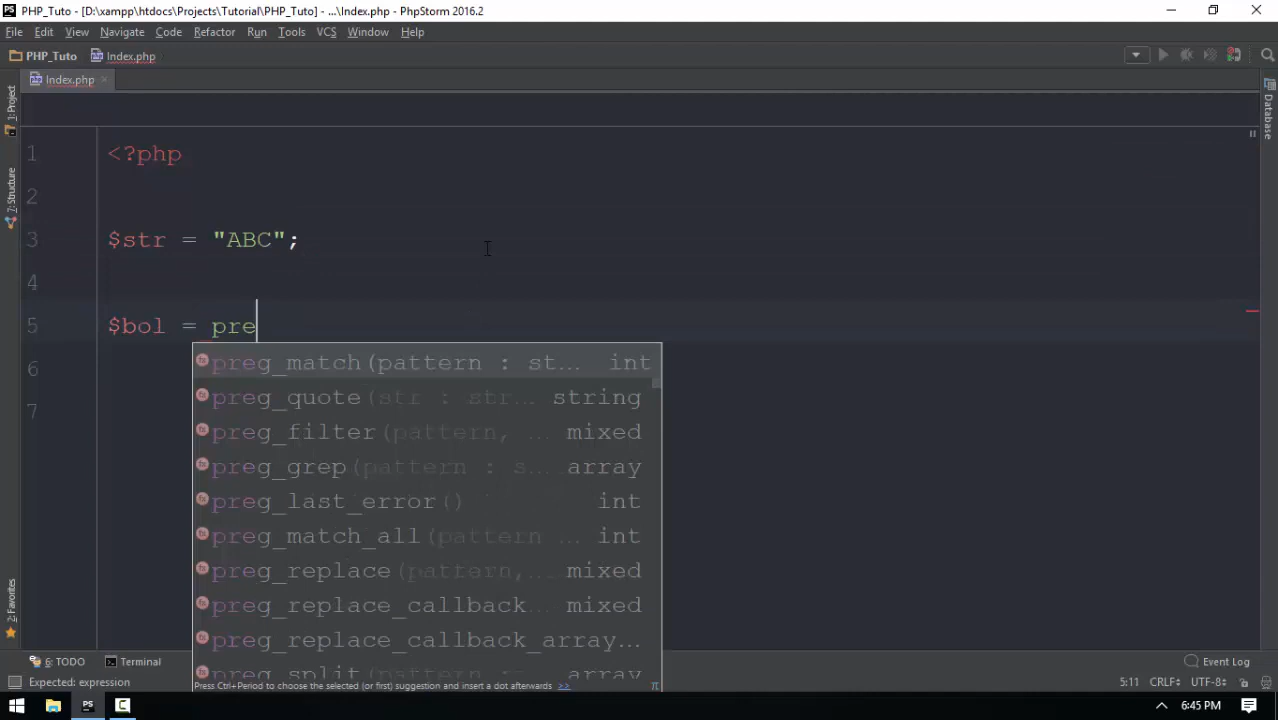 PHP_Tuto - [D:\xampp\htdocs\Projects\Tutorial\PHP_Tuto] - ...\Index.php - PhpStorm 2016.2
File Edit View Navigate Code Refactor Run Tools VCS Window Help
PHP_Tuto Index.php
Index.php
1: Project
7: Structure
2: Favorites
Database
1 <?php
2
3 $str = "ABC";
4
5 $bol = pre
6
7
preg_match(pattern : st... int
preg_quote(str : str... string
preg_filter(pattern, ... mixed
preg_grep(pattern : s... array
preg_last_error() int
preg_match_all(pattern ... int
preg_replace(pattern,... mixed
preg_replace_callback... mixed
preg_replace_callback_array...
preg_split(pattern : ... array
Press Ctrl+Period to choose the selected (or first) suggestion and insert a dot afterwards >> π
6: TODO Terminal Event Log
Expected: expression 5:11 CRLF÷ UTF-8÷
PS C 6:45 PM